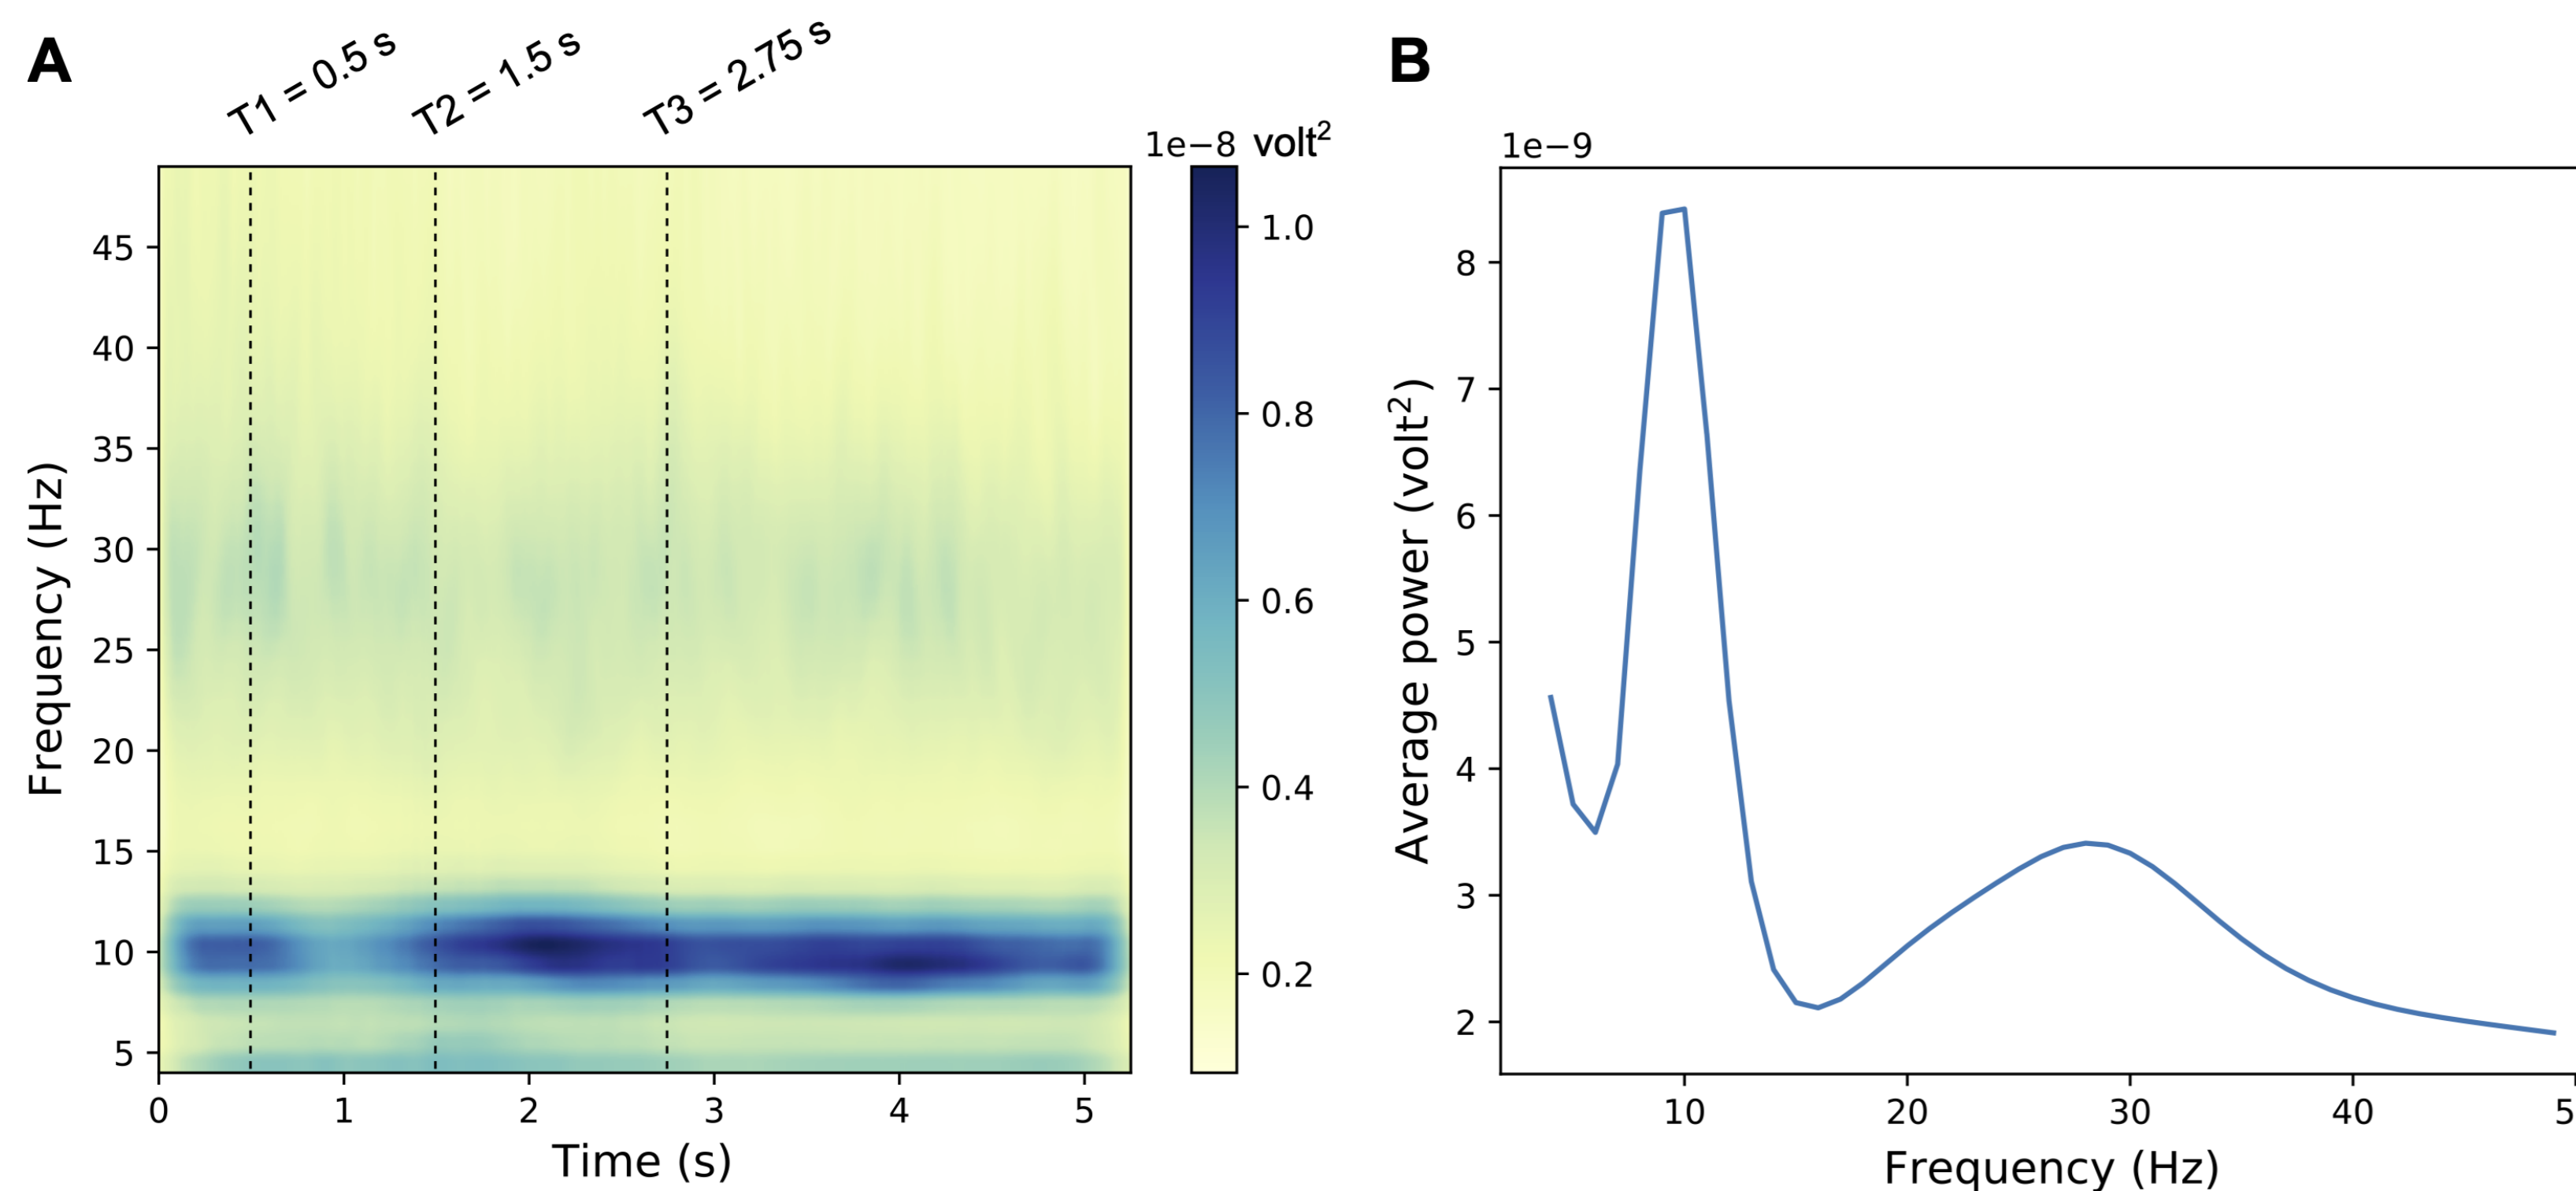 A
T1 = 0.5 s
T2 = 1.5 s
T3 = 2.75 s
1e−8 volt²
45
40
35
30
25
20
15
10
5
Frequency (Hz)
0 1 2 3 4 5
Time (s)
1.0
0.8
0.6
0.4
0.2
B
1e−9
8
7
6
5
4
3
2
Average power (volt²)
10 20 30 40 5
Frequency (Hz)